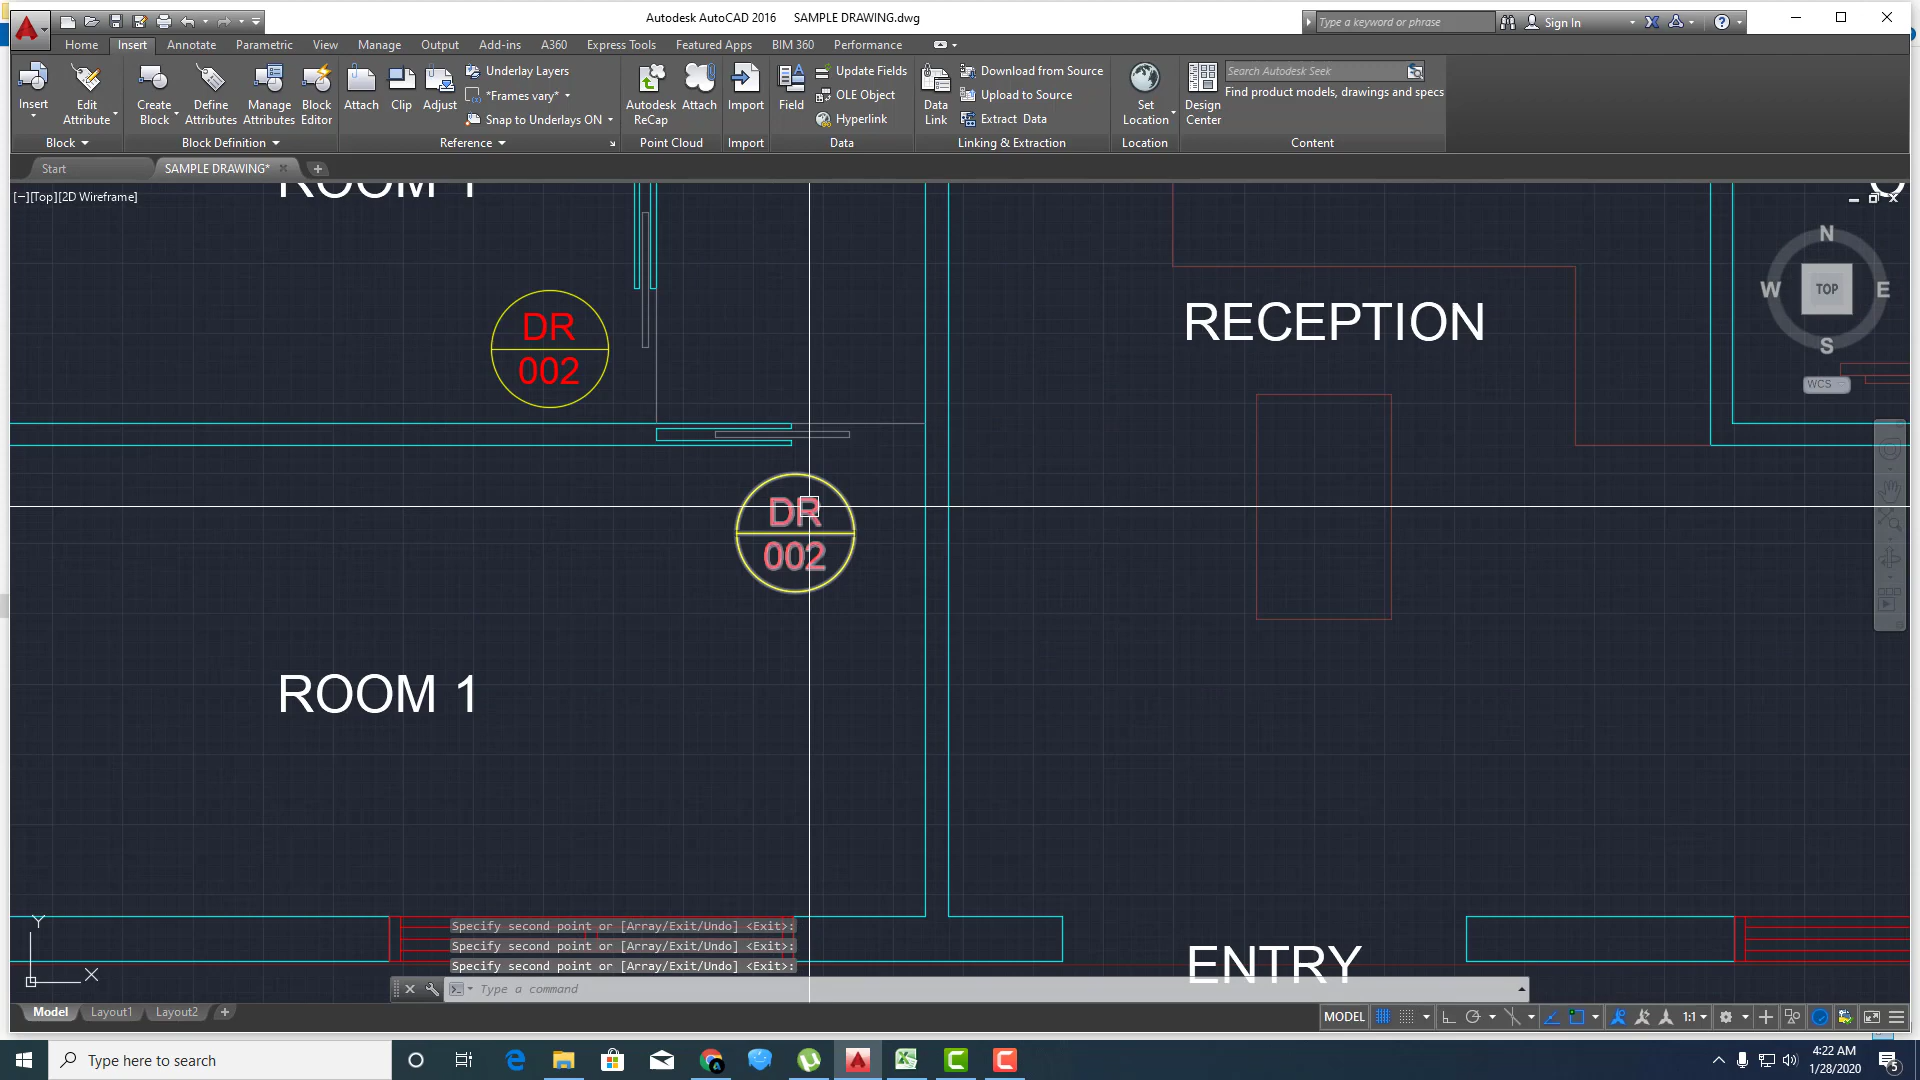 Autodesk AutoCAD 2016 SAMPLE DRAWING.dwg
Type a keyword or phrase
Sign In
Home Insert Annotate Parametric View Manage Output Add-ins A360 Express Tools Featured Apps BIM 360 Performance
Insert
Edit Attribute
Create Block
Define Attributes
Manage Attributes
Block Editor
Attach
Clip
Adjust
Underlay Layers
*Frames vary*
Snap to Underlays ON
Autodesk ReCap
Attach
Import
Field
Update Fields
OLE Object
Hyperlink
Data Link
Download from Source
Upload to Source
Extract Data
Set Location
Design Center
Search Autodesk Seek
Find product models, drawings and specs
Block Block Definition Reference Point Cloud Import Data Linking & Extraction Location Content
Start SAMPLE DRAWING*
[−][Top][2D Wireframe]
ROOM 1
N
W TOP E
S
WCS
DR
002
RECEPTION
DR
002
ROOM 1
ENTRY
Y
X
Specify second point or [Array/Exit/Undo] <Exit>:
Specify second point or [Array/Exit/Undo] <Exit>:
Specify second point or [Array/Exit/Undo] <Exit>:
Type a command
Model Layout1 Layout2
MODEL 1:1
Type here to search
4:22 AM
1/28/2020
5